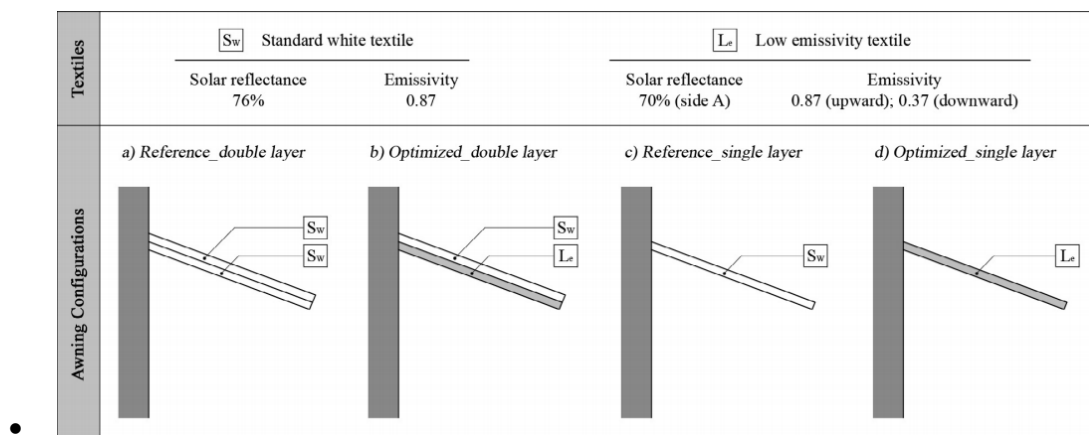 Textiles
Sw Standard white textile
Solar reflectance
76%
Emissivity
0.87
Le Low emissivity textile
Solar reflectance
70% (side A)
Emissivity
0.87 (upward); 0.37 (downward)
Awning Configurations
a) Reference_double layer
Sw
Sw
b) Optimized_double layer
Sw
Le
c) Reference_single layer
Sw
d) Optimized_single layer
Le